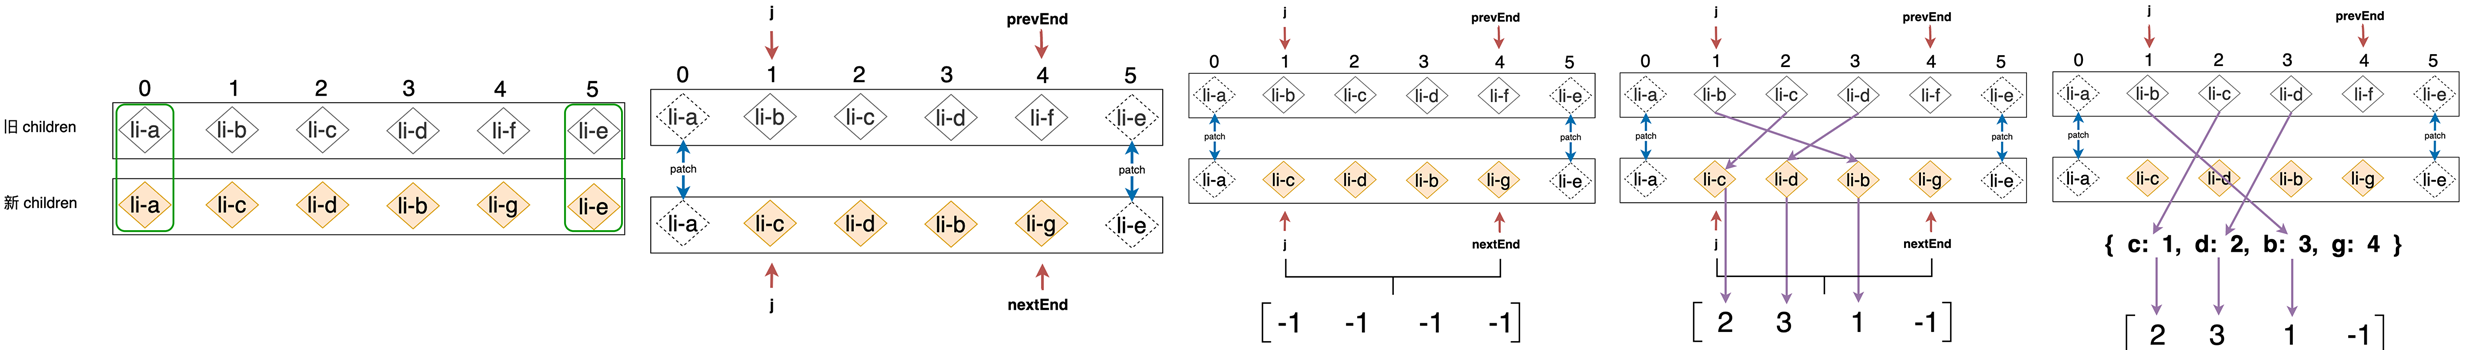 0 1 2 3 4 5
旧 children li-a li-b li-c li-d li-f li-e
新 children li-a li-c li-d li-b li-g li-e
j prevEnd
0 1 2 3 4 5
li-a li-b li-c li-d li-f li-e
patch patch
li-a li-c li-d li-b li-g li-e
j nextEnd
j prevEnd
0 1 2 3 4 5
li-a li-b li-c li-d li-f li-e
patch patch
li-a li-c li-d li-b li-g li-e
j nextEnd
[ -1 -1 -1 -1 ]
j prevEnd
0 1 2 3 4 5
li-a li-b li-c li-d li-f li-e
patch patch
li-a li-c li-d li-b li-g li-e
j nextEnd
[ 2 3 1 -1 ]
j prevEnd
0 1 2 3 4 5
li-a li-b li-c li-d li-f li-e
patch patch
li-a li-c li-d li-b li-g li-e
{ c: 1, d: 2, b: 3, g: 4 }
[ 2 3 1 -1 ]